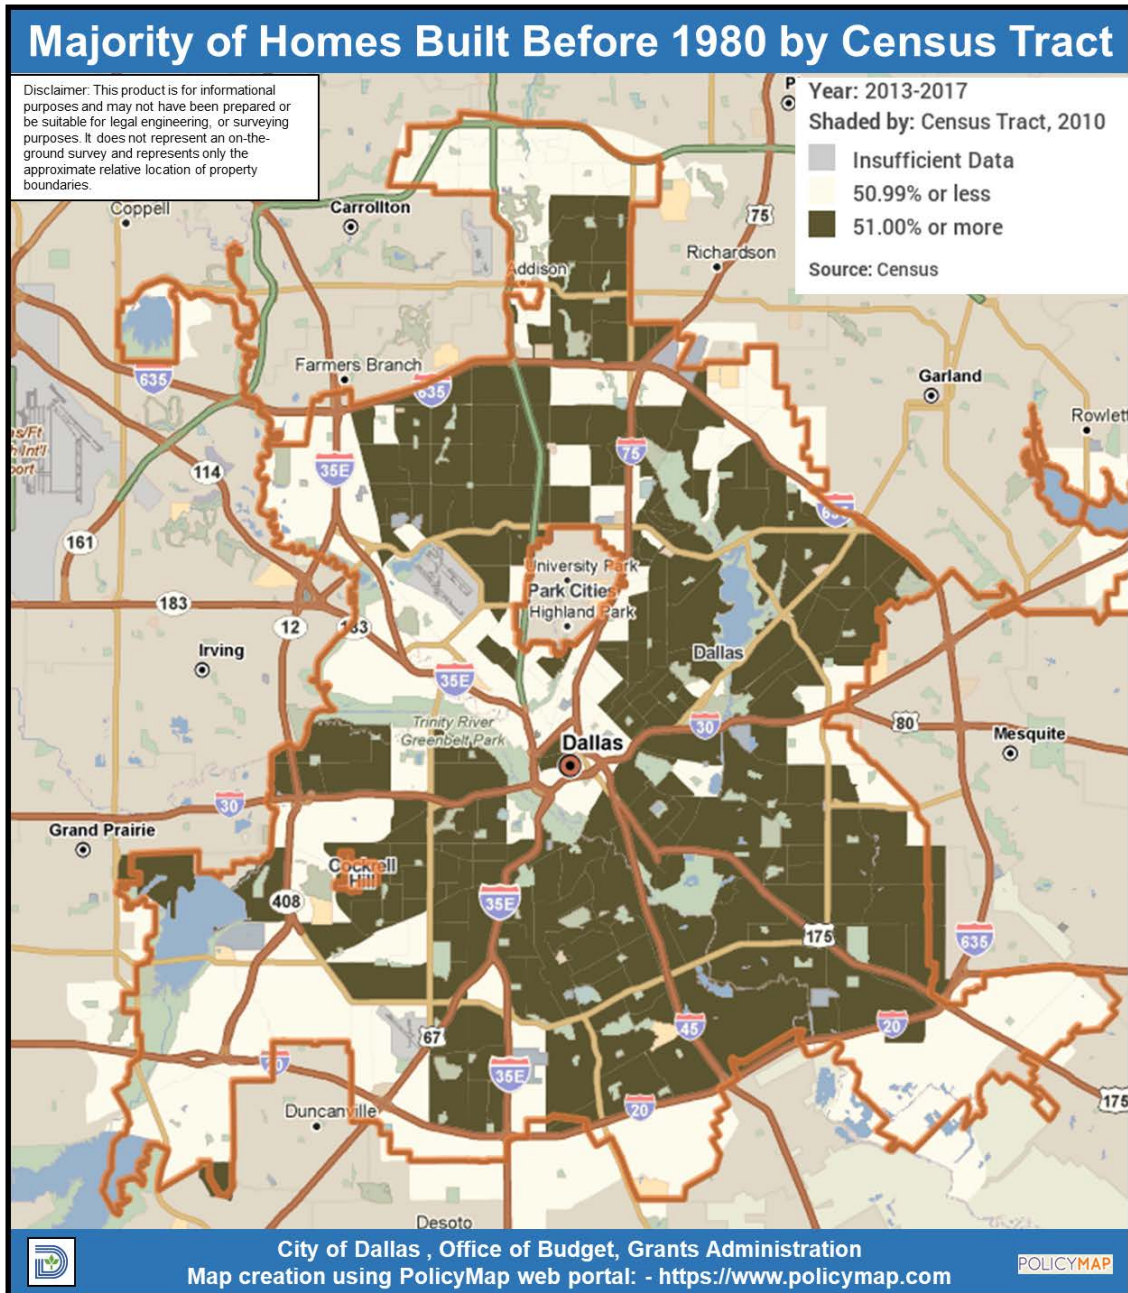 Majority of Homes Built Before 1980 by Census Tract
Disclaimer: This product is for informational
purposes and may not have been prepared or
be suitable for legal engineering, or surveying
purposes. It does not represent an on-the-
ground survey and represents only the
approximate relative location of property
boundaries.
Year: 2013-2017
Shaded by: Census Tract, 2010
Insufficient Data
50.99% or less
51.00% or more
Source: Census
Coppell
Carrollton
75
Richardson
Addison
Farmers Branch
635
635
Garland
Rowlett
114
35E
75
161
University Park
Park Cities
Highland Park
183
12
183
Irving
Dallas
35E
Trinity River
Greenbelt Park
30
80
Mesquite
Dallas
30
Grand Prairie
Cockrell
Hill
408
35E
175
635
67
45
20
20
35E
175
20
Duncanville
Desoto
City of Dallas , Office of Budget, Grants Administration
Map creation using PolicyMap web portal: - https://www.policymap.com
POLICYMAP